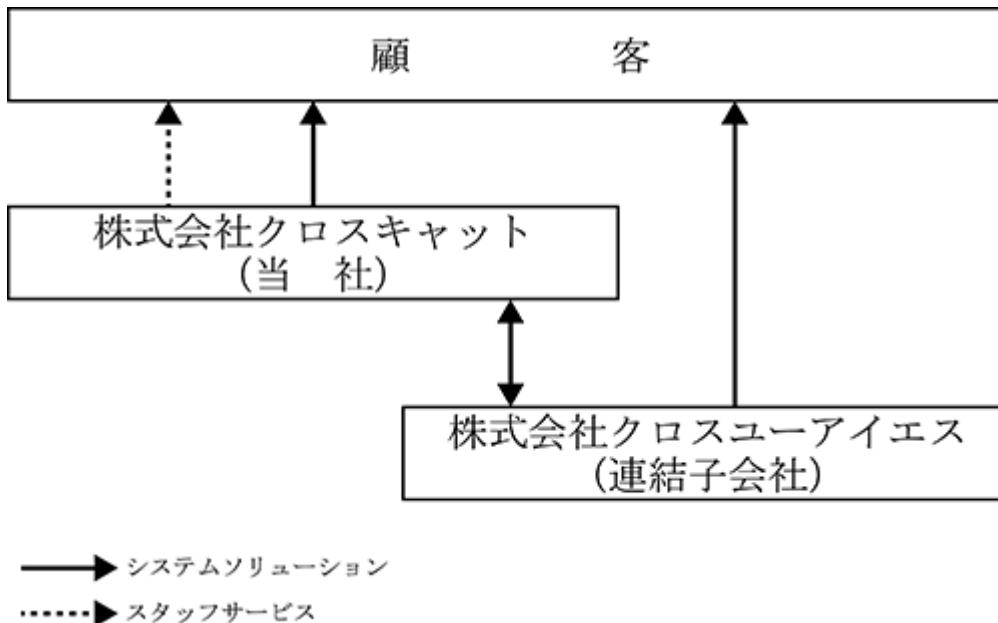 顧　客
株式会社クロスキャット
(当　社)
株式会社クロスユーアイエス
(連結子会社)
システムソリューション
スタッフサービス